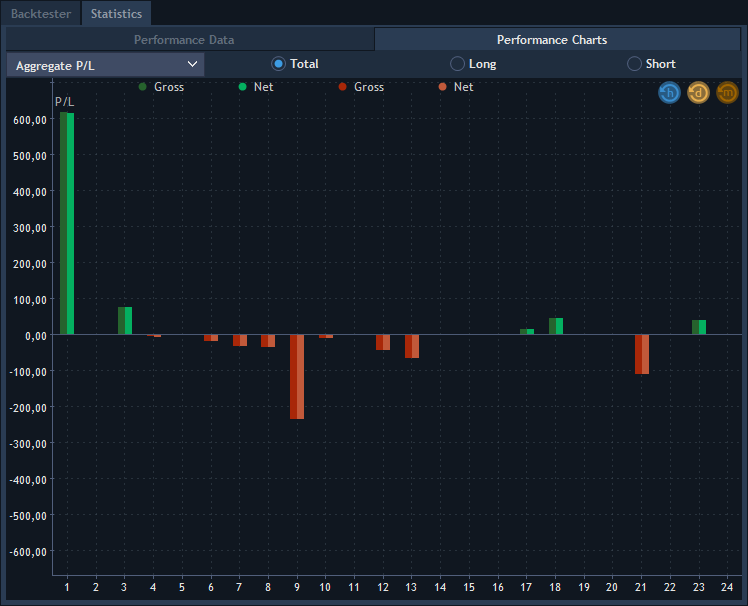 Backtester Statistics
Performance Data Performance Charts
Aggregate P/L Total Long Short
Gross Net Gross Net h d m
P/L
600,00
500,00
400,00
300,00
200,00
100,00
0,00
-100,00
-200,00
-300,00
-400,00
-500,00
-600,00
1 2 3 4 5 6 7 8 9 10 11 12 13 14 15 16 17 18 19 20 21 22 23 24